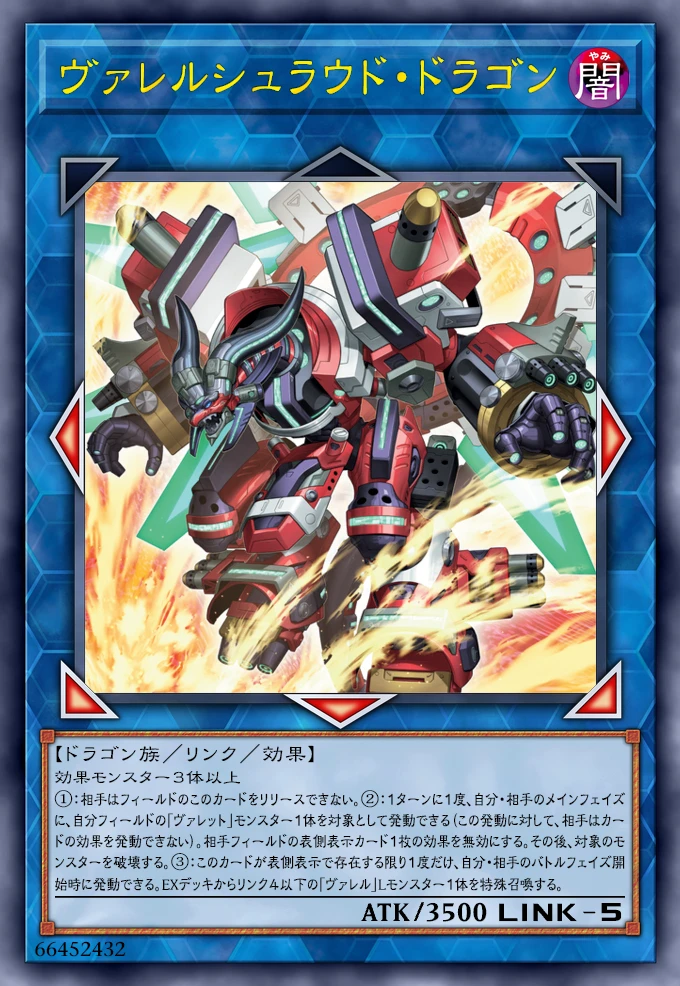 ヴァレルシュラウド・ドラゴン
やみ
闇
【ドラゴン族／リンク／効果】
効果モンスター３体以上
①：相手はフィールドのこのカードをリリースできない。②：1ターンに1度、自分・相手のメインフェイズ
に、自分フィールドの「ヴァレット」モンスター1体を対象として発動できる(この発動に対して、相手はカー
ドの効果を発動できない)。相手フィールドの表側表示カード1枚の効果を無効にする。その後、対象のモ
ンスターを破壊する。③：このカードが表側表示で存在する限り1度だけ、自分・相手のバトルフェイズ開
始時に発動できる。EXデッキからリンク４以下の「ヴァレル」Lモンスター1体を特殊召喚する。
ATK/3500 LINK-5
66452432